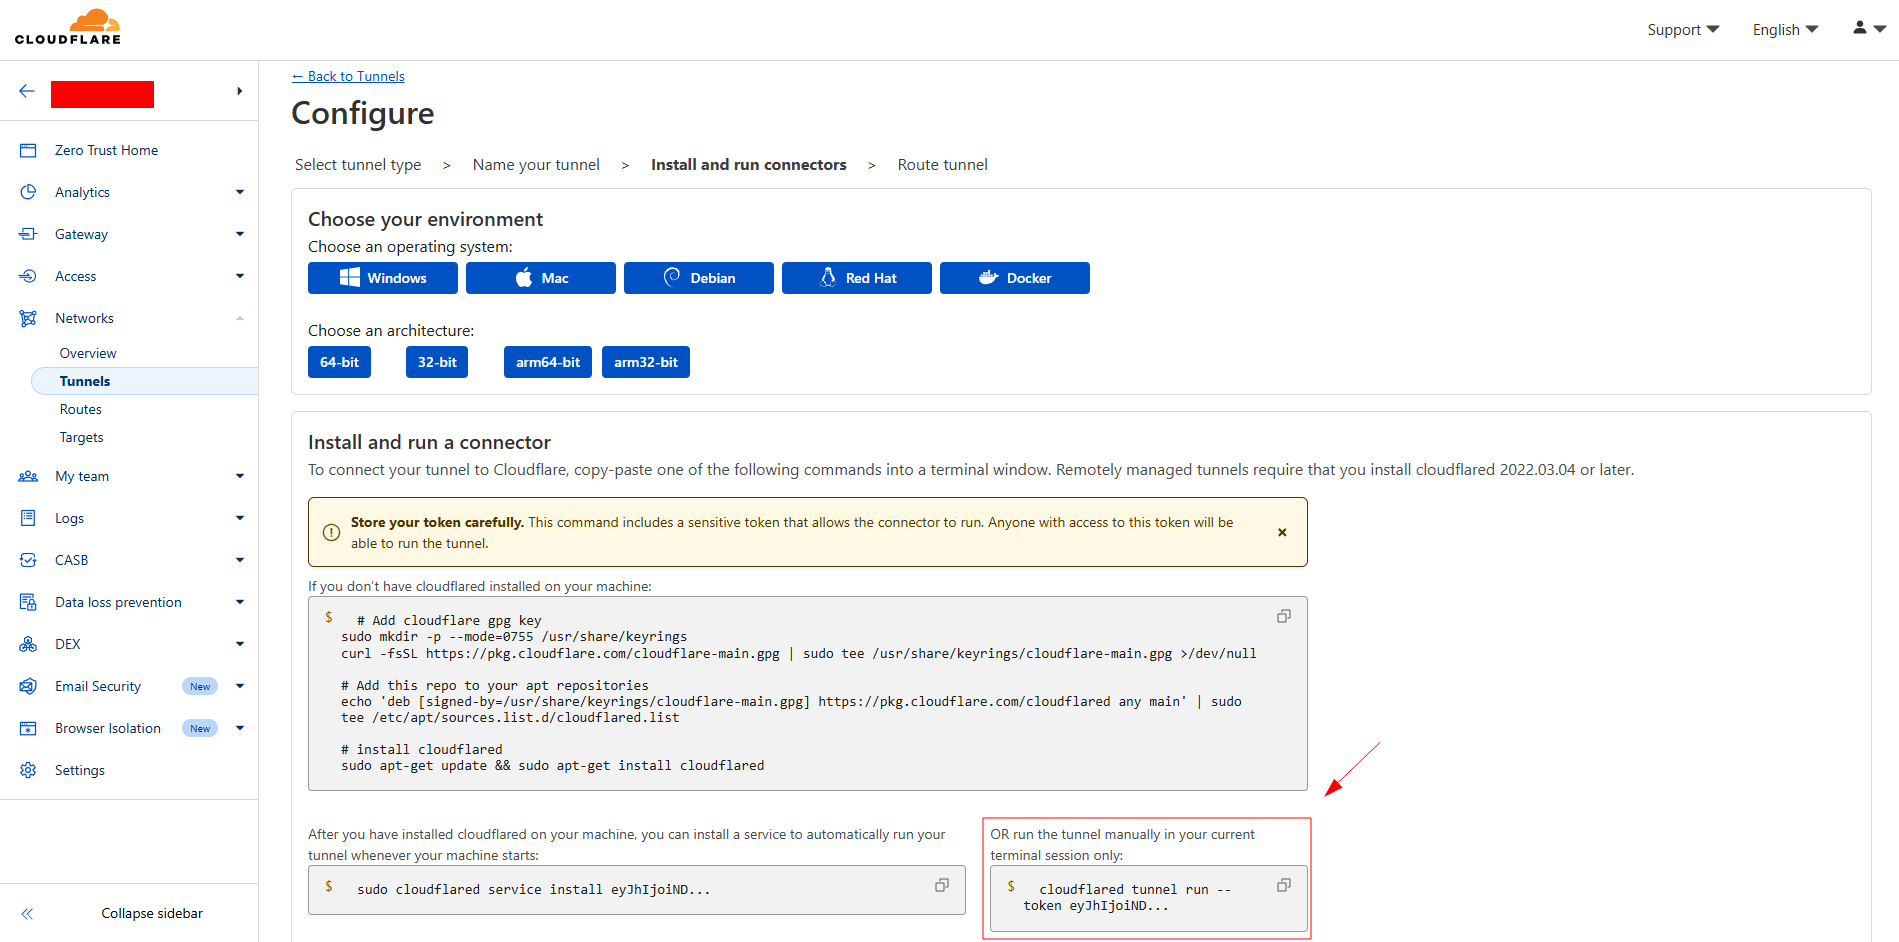 CLOUDFLARE
Support
English
Zero Trust Home
Analytics
Gateway
Access
Networks
Overview
Tunnels
Routes
Targets
My team
Logs
CASB
Data loss prevention
DEX
Email Security New
Browser Isolation New
Settings
Collapse sidebar
← Back to Tunnels
Configure
Select tunnel type > Name your tunnel > Install and run connectors > Route tunnel
Choose your environment
Choose an operating system:
Windows Mac Debian Red Hat Docker
Choose an architecture:
64-bit 32-bit arm64-bit arm32-bit
Install and run a connector
To connect your tunnel to Cloudflare, copy-paste one of the following commands into a terminal window. Remotely managed tunnels require that you install cloudflared 2022.03.04 or later.
Store your token carefully. This command includes a sensitive token that allows the connector to run. Anyone with access to this token will be
able to run the tunnel.
If you don't have cloudflared installed on your machine:
$ # Add cloudflare gpg key
sudo mkdir -p --mode=0755 /usr/share/keyrings
curl -fsSL https://pkg.cloudflare.com/cloudflare-main.gpg | sudo tee /usr/share/keyrings/cloudflare-main.gpg >/dev/null
# Add this repo to your apt repositories
echo 'deb [signed-by=/usr/share/keyrings/cloudflare-main.gpg] https://pkg.cloudflare.com/cloudflared any main' | sudo
tee /etc/apt/sources.list.d/cloudflared.list
# install cloudflared
sudo apt-get update && sudo apt-get install cloudflared
After you have installed cloudflared on your machine, you can install a service to automatically run your
tunnel whenever your machine starts:
$ sudo cloudflared service install eyJhIjoiND...
OR run the tunnel manually in your current
terminal session only:
$ cloudflared tunnel run --
token eyJhIjoiND...